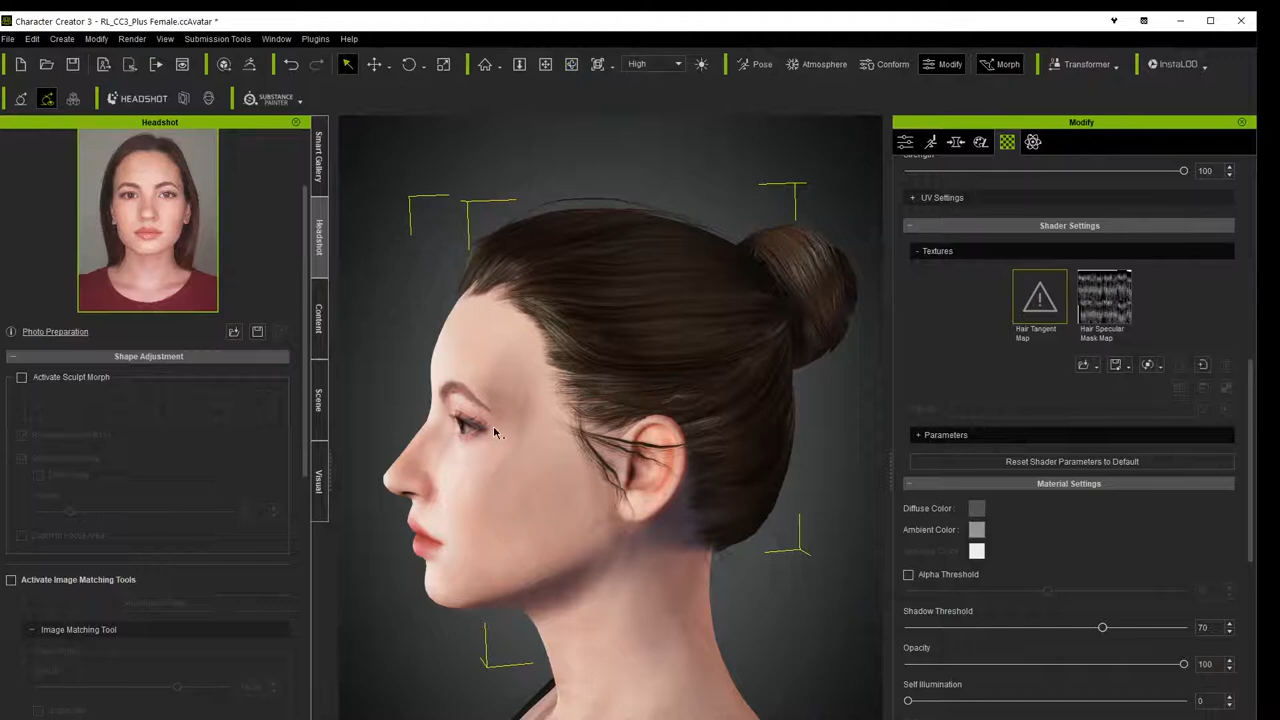 Character Creator 3 - RL_CC3_Plus Female.ccAvatar *
File Edit Create Modify Render View Submission Tools Window Plugins Help
High Pose Atmosphere Conform Modify Morph Transformer InstaLOD
HEADSHOT SUBSTANCE PAINTER
Headshot
Photo Preparation
Shape Adjustment
Activate Sculpt Morph
Activate Image Matching Tools
Image Matching Tool
Smart Gallery
Headshot
Content
Scene
Visual
Modify
Strength
100
UV Settings
Shader Settings
Textures
Hair Tangent Map
Hair Specular Mask Map
Parameters
Reset Shader Parameters to Default
Material Settings
Diffuse Color :
Ambient Color :
Alpha Threshold
Shadow Threshold
70
Opacity
100
Self Illumination
0